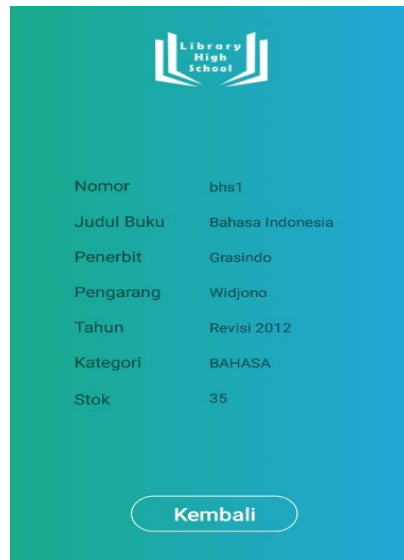 Library
High
School
Nomor bhs1
Judul Buku Bahasa Indonesia
Penerbit Grasindo
Pengarang Widjono
Tahun Revisi 2012
Kategori BAHASA
Stok 35
Kembali